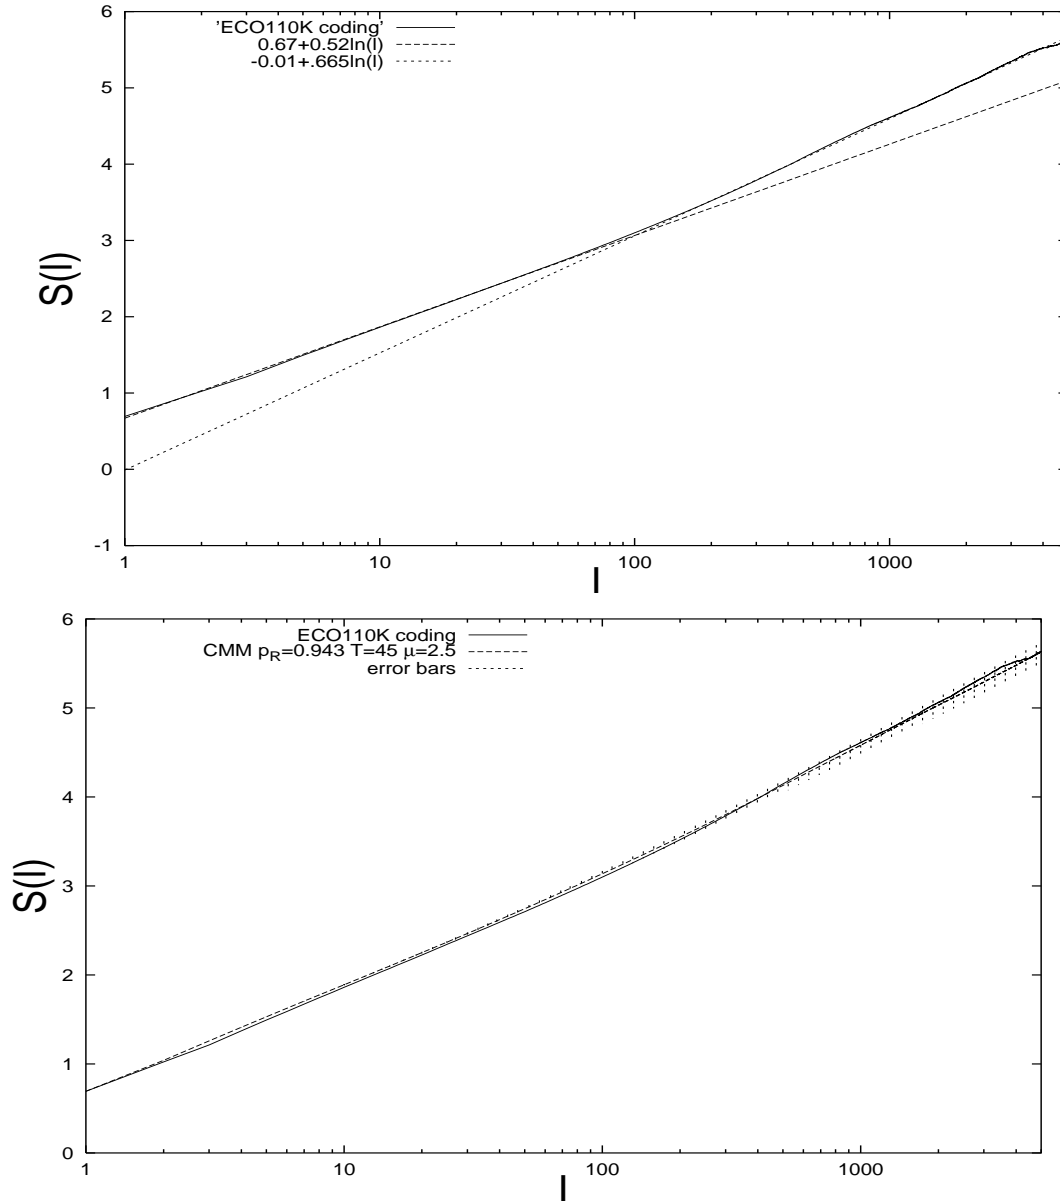 'ECO110K coding'
0.67+0.52ln(l)
-0.01+.665ln(l)
6
5
4
3
2
1
0
-1
S(l)
1 10 100 1000
l
ECO110K coding
CMM pR=0.943 T=45 μ=2.5
error bars
6
5
4
3
2
1
0
S(l)
1 10 100 1000
l